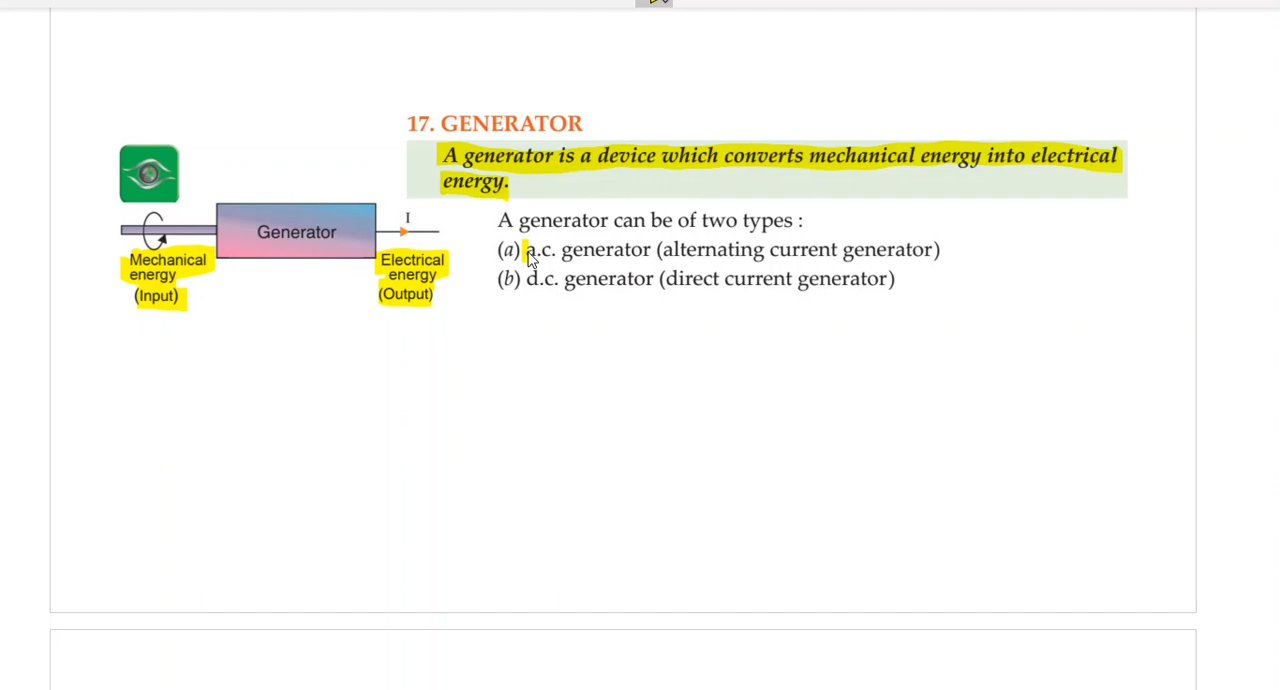 17. GENERATOR
A generator is a device which converts mechanical energy into electrical
energy.
Generator
I
Mechanical
energy
(Input)
Electrical
energy
(Output)
A generator can be of two types :
(a) a.c. generator (alternating current generator)
(b) d.c. generator (direct current generator)